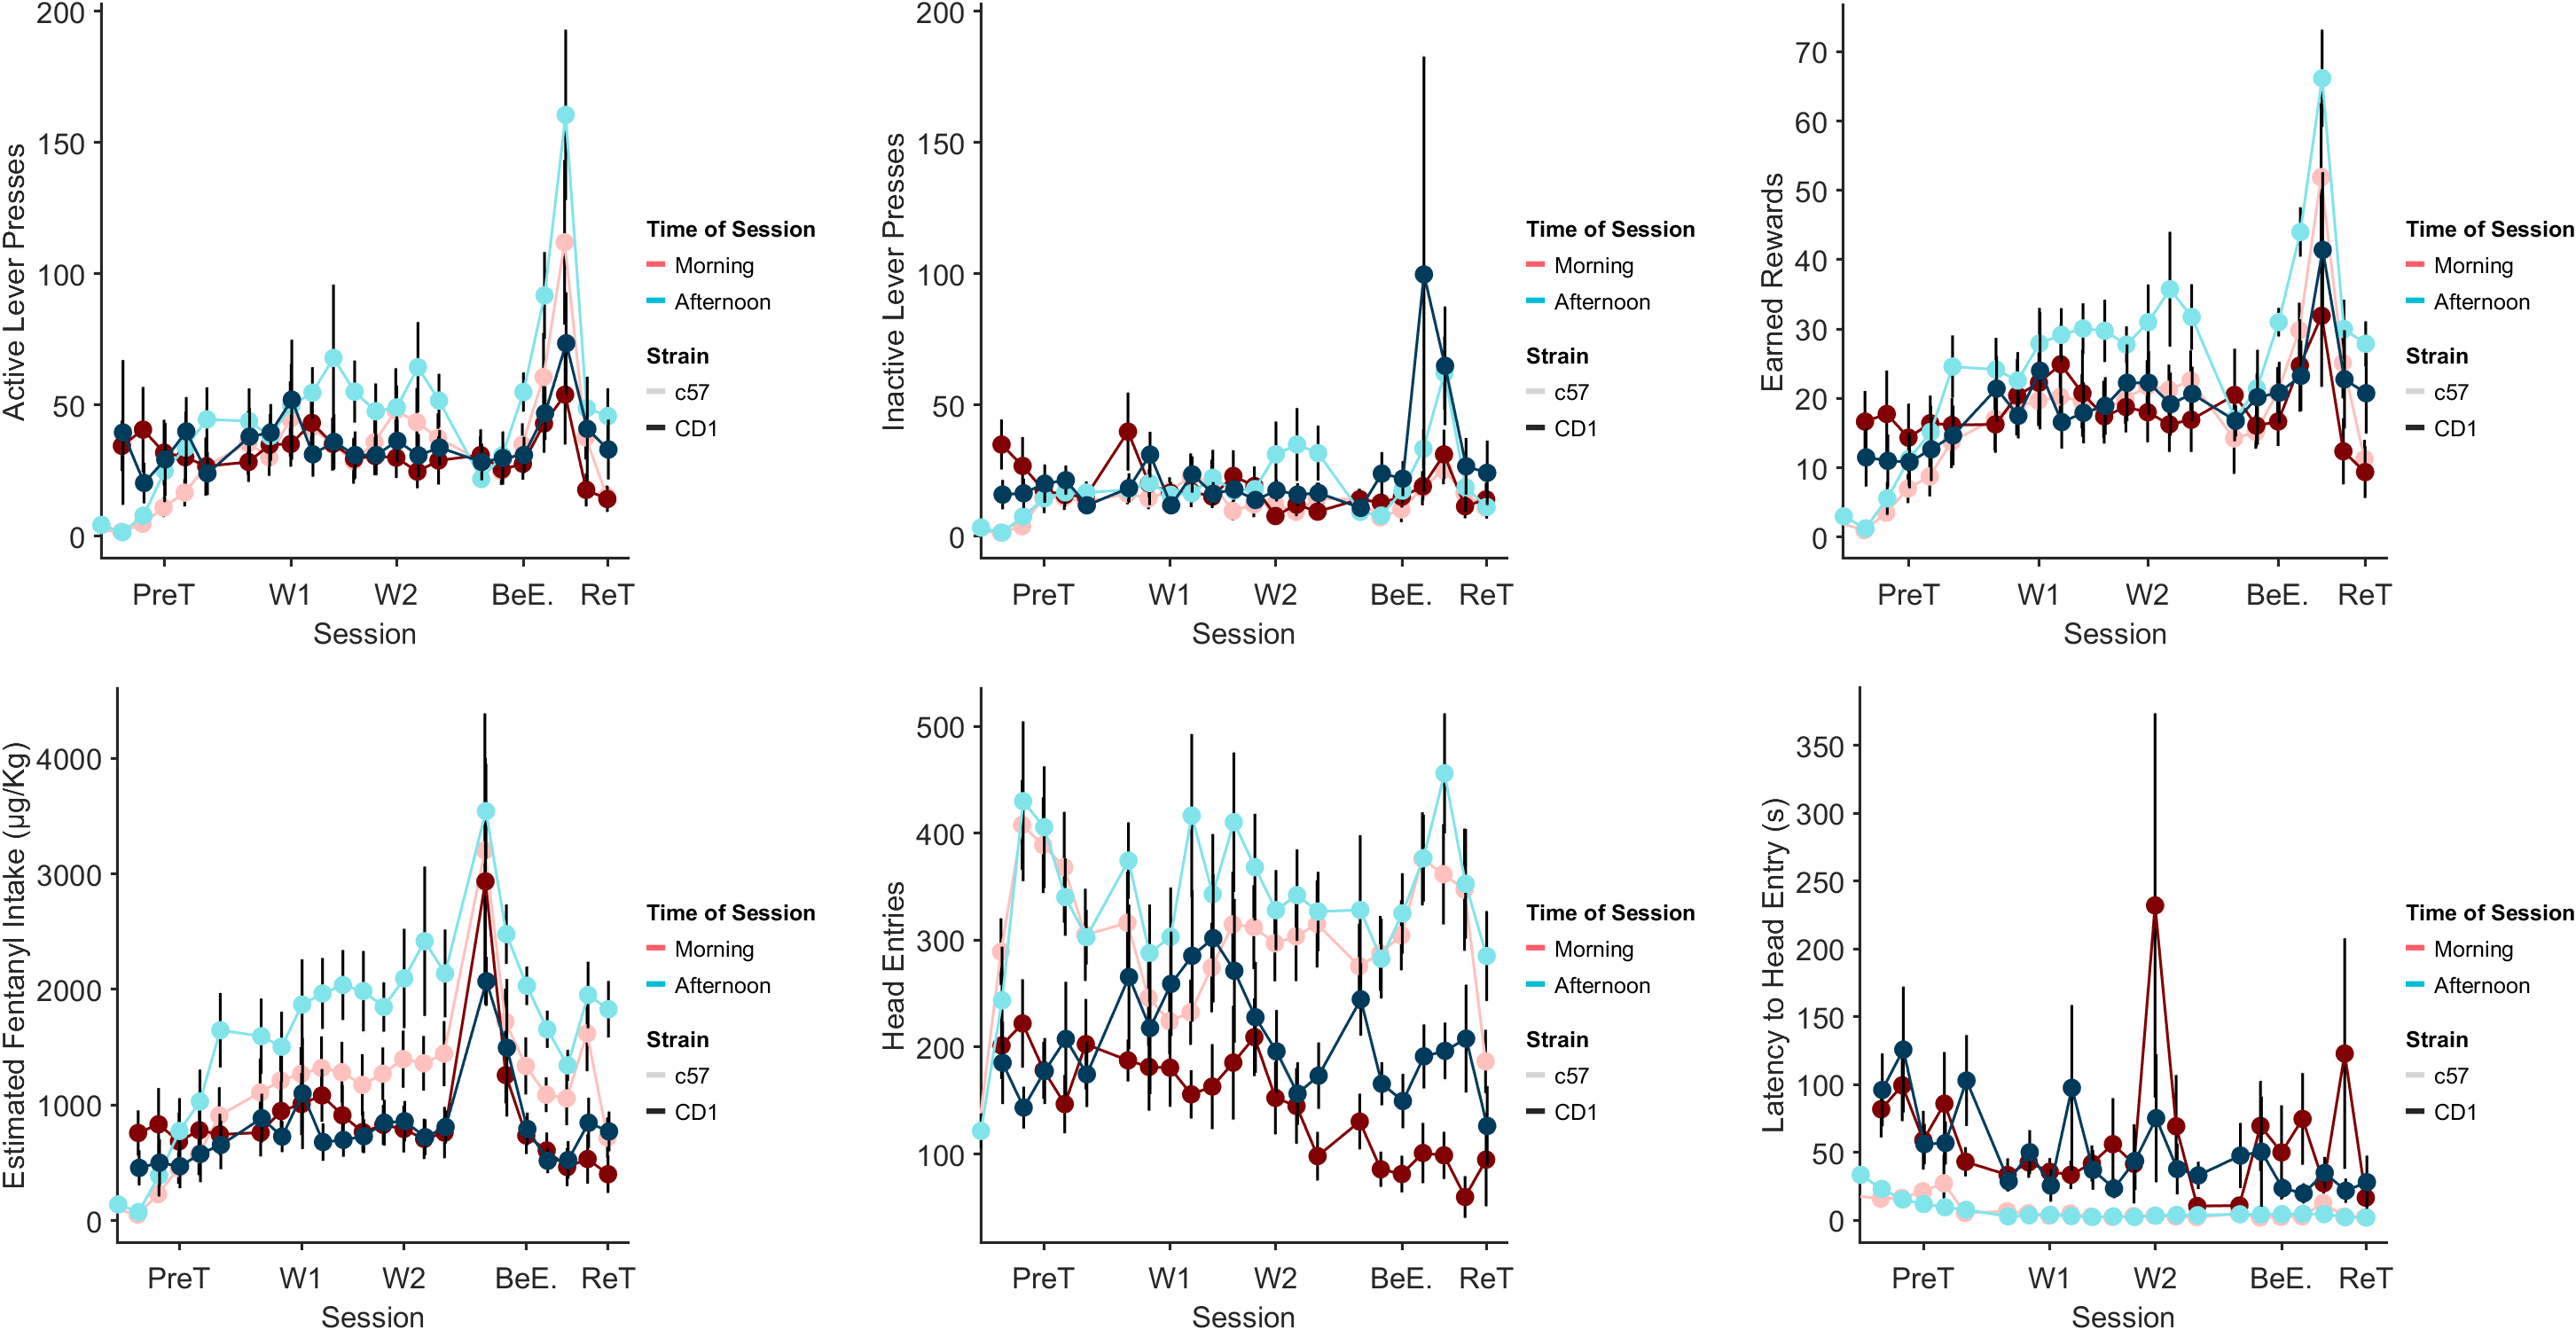 Active Lever Presses
200
150
100
50
0
PreT W1 W2 BeE. ReT
Session
Time of Session
Morning
Afternoon
Strain
c57
CD1
Inactive Lever Presses
200
150
100
50
0
PreT W1 W2 BeE. ReT
Session
Time of Session
Morning
Afternoon
Strain
c57
CD1
Earned Rewards
70
60
50
40
30
20
10
0
PreT W1 W2 BeE. ReT
Session
Time of Session
Morning
Afternoon
Strain
c57
CD1
Estimated Fentanyl Intake (µg/Kg)
4000
3000
2000
1000
0
PreT W1 W2 BeE. ReT
Session
Time of Session
Morning
Afternoon
Strain
c57
CD1
Head Entries
500
400
300
200
100
PreT W1 W2 BeE. ReT
Session
Time of Session
Morning
Afternoon
Strain
c57
CD1
Latency to Head Entry (s)
350
300
250
200
150
100
50
0
PreT W1 W2 BeE. ReT
Session
Time of Session
Morning
Afternoon
Strain
c57
CD1